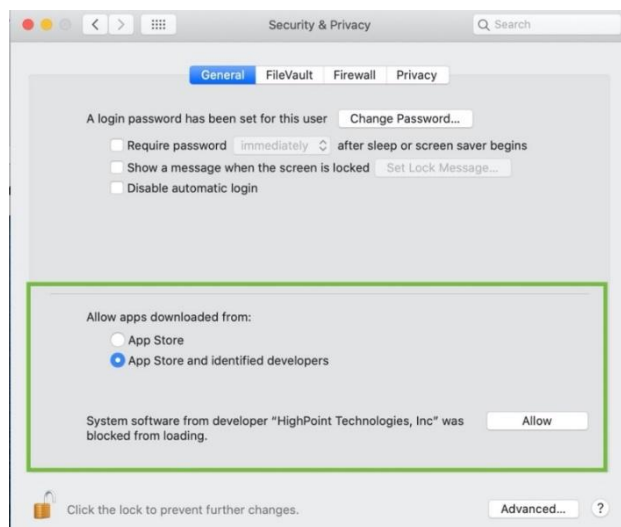 Security & Privacy
Search
General
FileVault
Firewall
Privacy
A login password has been set for this user
Change Password...
Require password immediately after sleep or screen saver begins
Show a message when the screen is locked
Set Lock Message...
Disable automatic login
Allow apps downloaded from:
App Store
App Store and identified developers
System software from developer “HighPoint Technologies, Inc” was
blocked from loading.
Allow
Click the lock to prevent further changes.
Advanced...
?